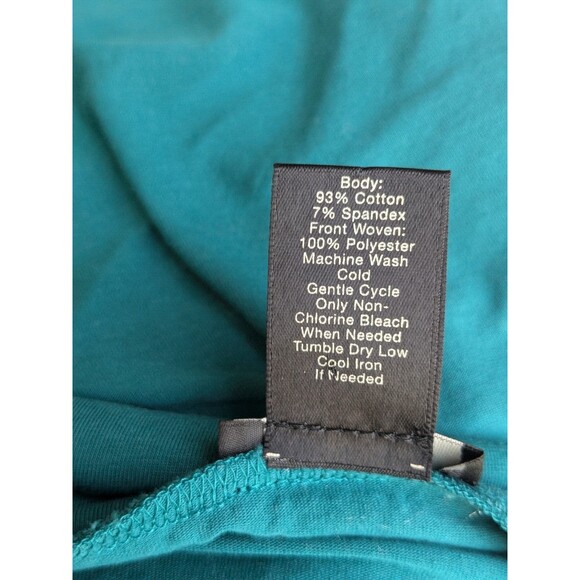 Body:
93% Cotton
7% Spandex
Front Woven:
100% Polyester
Machine Wash
Cold
Gentle Cycle
Only Non-
Chlorine Bleach
When Needed
Tumble Dry Low
Cool Iron
If Needed